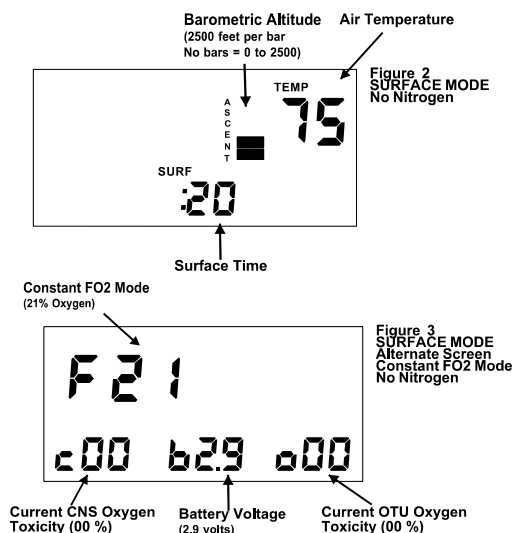 Barometric Altitude
(2500 feet per bar
No bars = 0 to 2500)
Air Temperature
Figure 2
SURFACE MODE
No Nitrogen
TEMP
75
ASCENT
SURF
:20
Surface Time
Constant FO2 Mode
(21% Oxygen)
Figure 3
SURFACE MODE
Alternate Screen
Constant FO2 Mode
No Nitrogen
F21
c00 b2.9 o00
Current CNS Oxygen
Toxicity (00 %)
Battery Voltage
(2.9 volts)
Current OTU Oxygen
Toxicity (00 %)